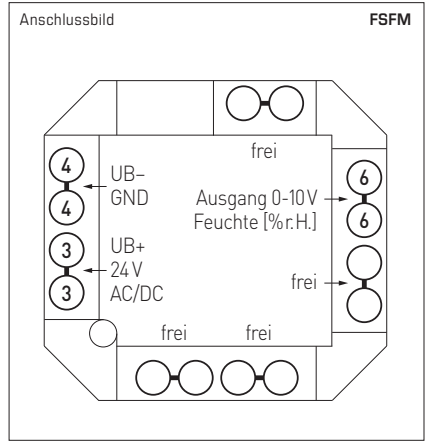 Anschlussbild FSFM
frei
4
4
UB–
GND
Ausgang 0-10 V
Feuchte [% r.H.]
6
6
3
3
UB+
24 V
AC/DC
frei
frei frei